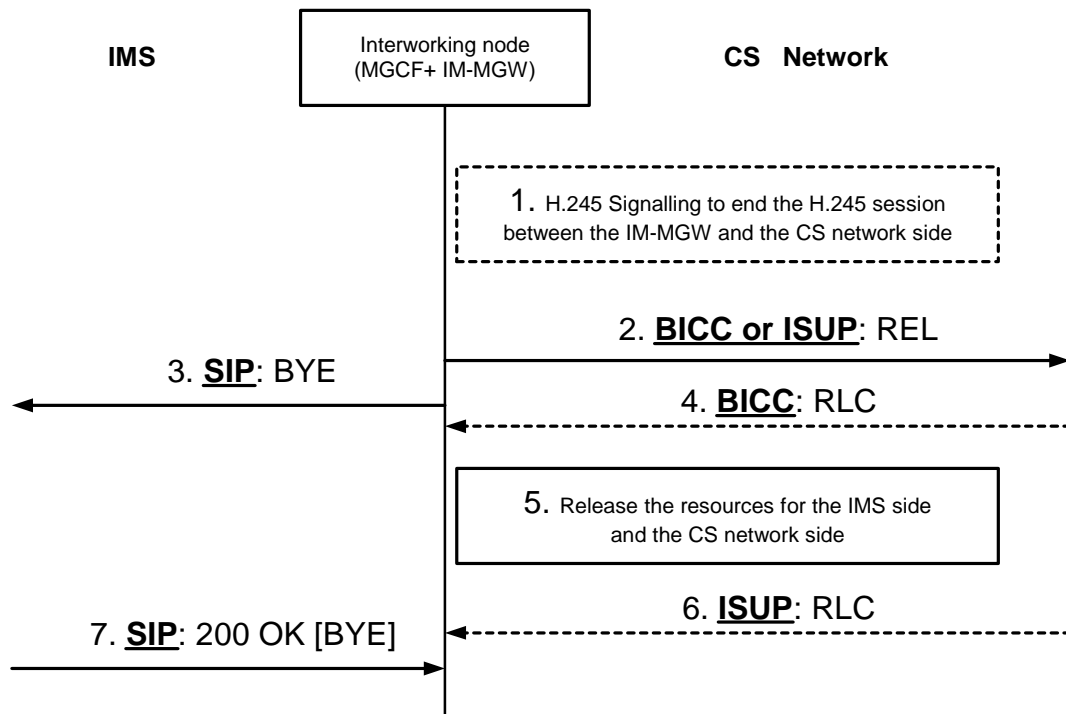 IMS
Interworking node
(MGCF+ IM-MGW)
CS Network
1. H.245 Signalling to end the H.245 session
between the IM-MGW and the CS network side
2. BICC or ISUP: REL
3. SIP: BYE
4. BICC: RLC
5. Release the resources for the IMS side
and the CS network side
6. ISUP: RLC
7. SIP: 200 OK [BYE]